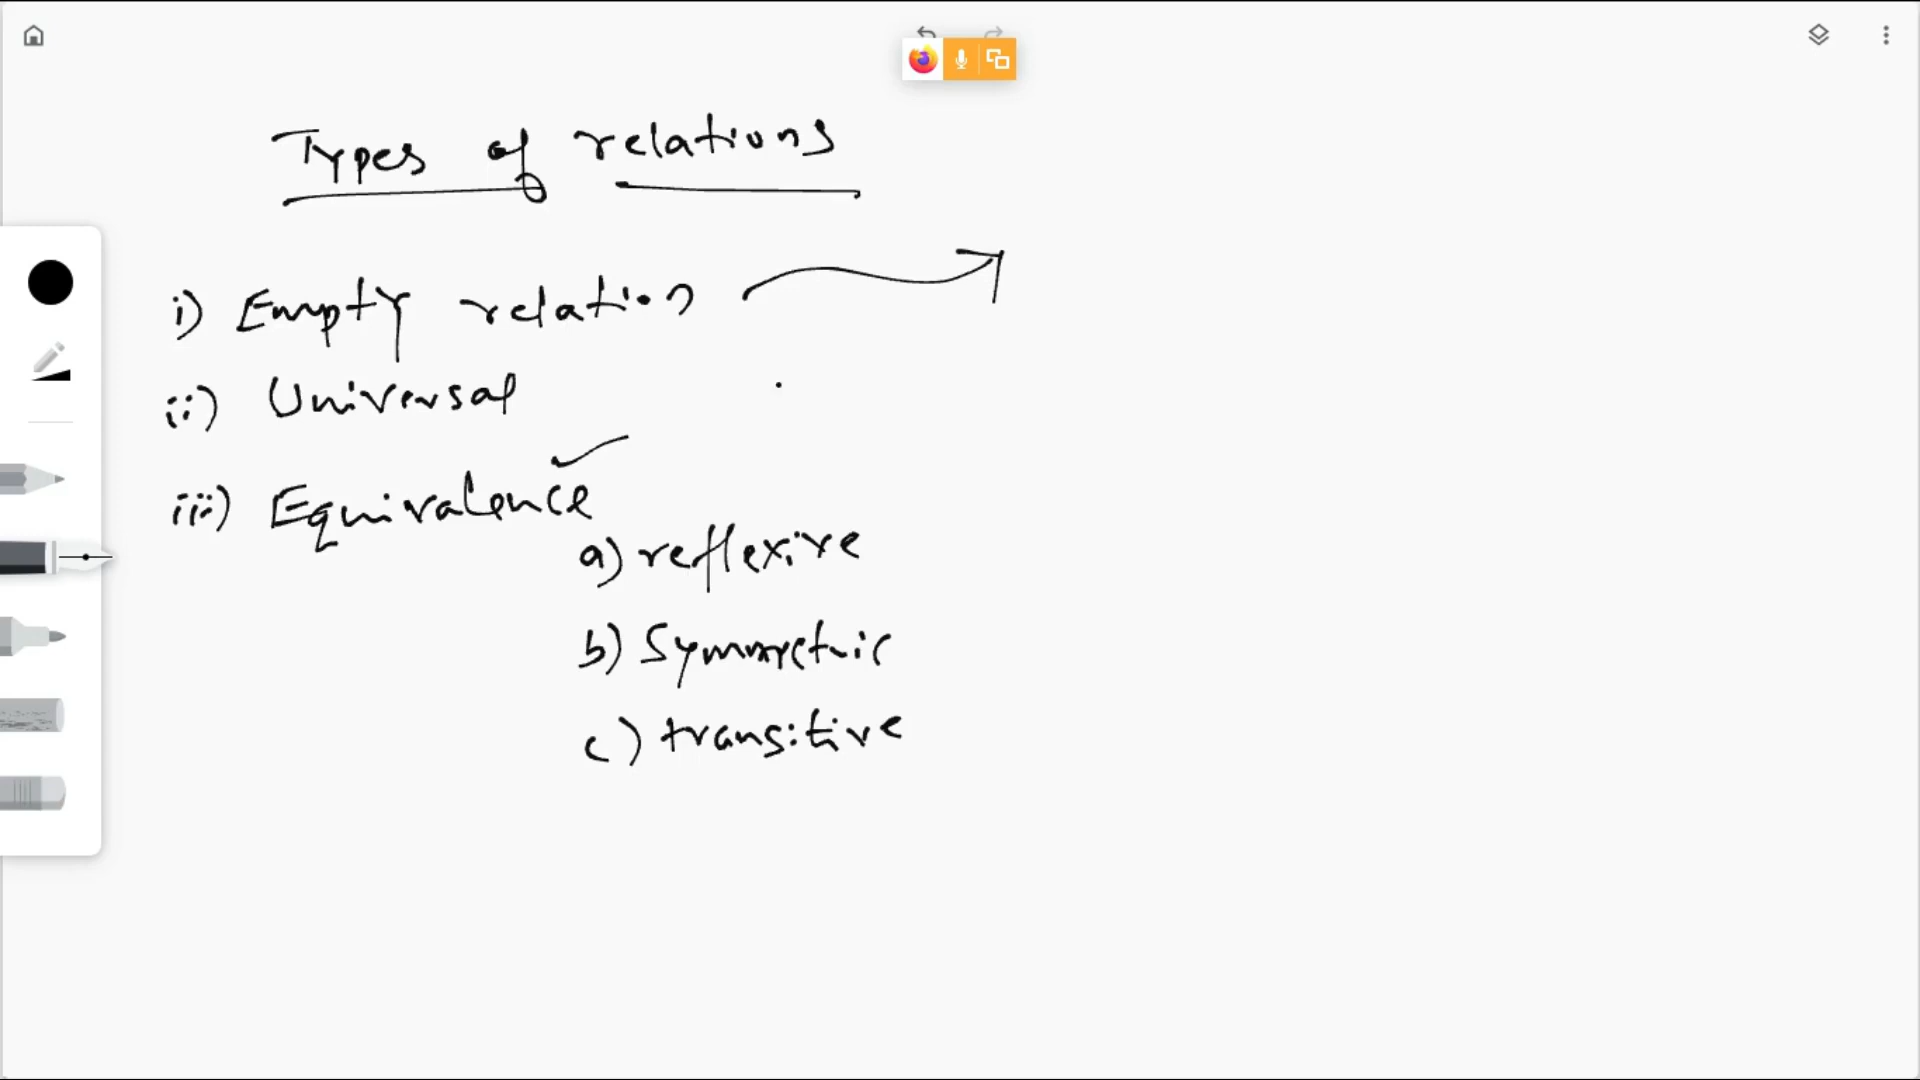 Types of relations
i) Empty relation
ii) Universal
iii) Equivalence
a) reflexive
b) Symmetric
c) transitive